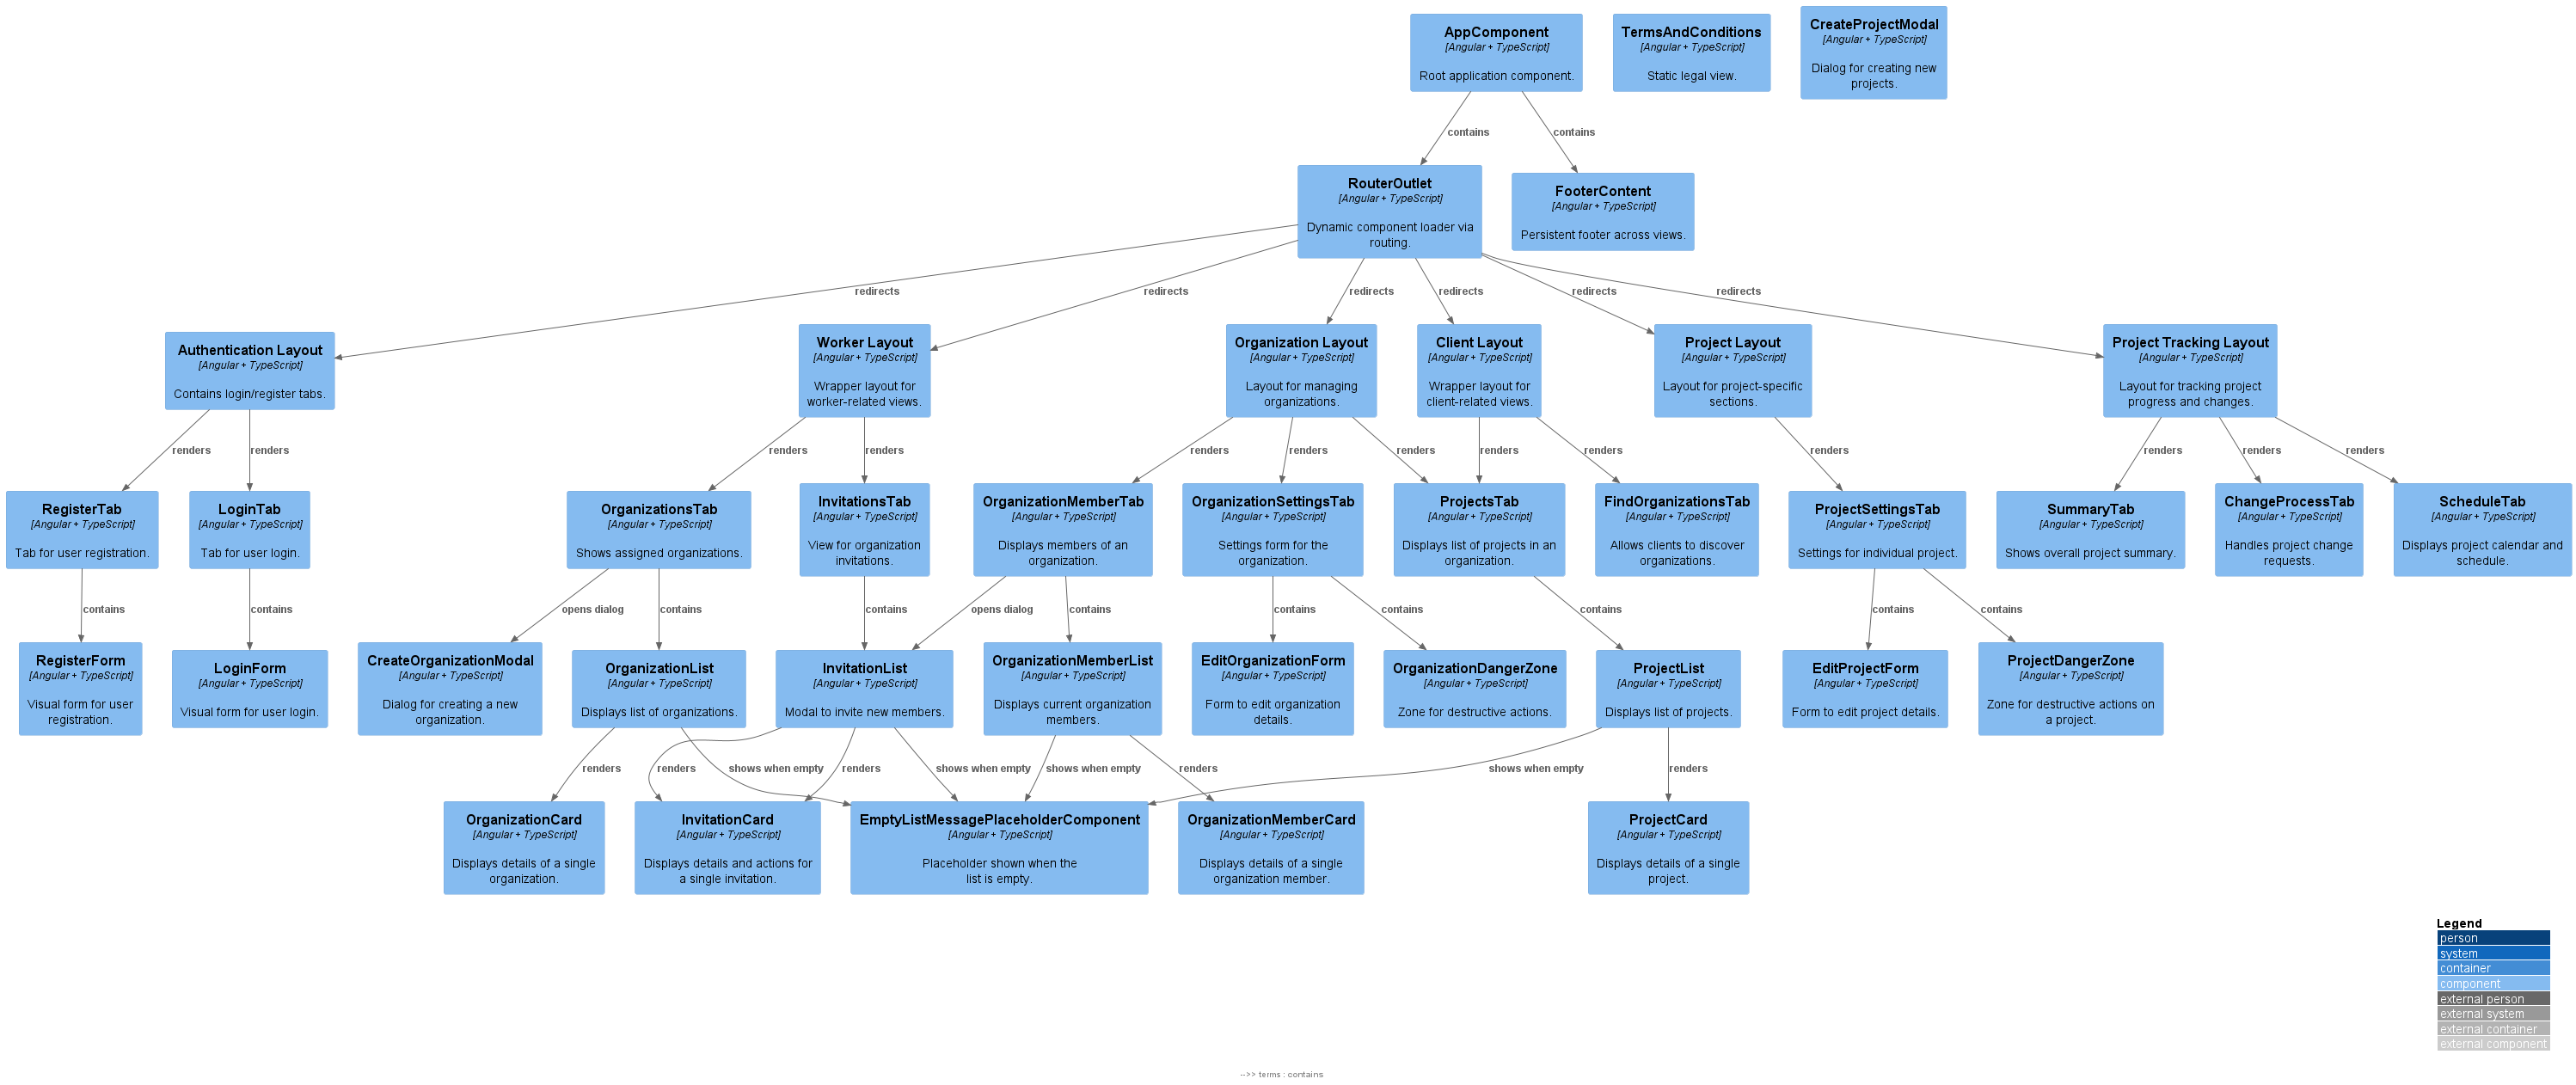 AppComponent
[Angular + TypeScript]
Root application component.
TermsAndConditions
[Angular + TypeScript]
Static legal view.
CreateProjectModal
[Angular + TypeScript]
Dialog for creating new
projects.
contains
contains
RouterOutlet
[Angular + TypeScript]
Dynamic component loader via
routing.
FooterContent
[Angular + TypeScript]
Persistent footer across views.
redirects
redirects
redirects
redirects
redirects
redirects
Authentication Layout
[Angular + TypeScript]
Contains login/register tabs.
Worker Layout
[Angular + TypeScript]
Wrapper layout for
worker-related views.
Organization Layout
[Angular + TypeScript]
Layout for managing
organizations.
Client Layout
[Angular + TypeScript]
Wrapper layout for
client-related views.
Project Layout
[Angular + TypeScript]
Layout for project-specific
sections.
Project Tracking Layout
[Angular + TypeScript]
Layout for tracking project
progress and changes.
renders
renders
renders
renders
renders
renders
renders
renders
renders
renders
renders
renders
renders
RegisterTab
[Angular + TypeScript]
Tab for user registration.
LoginTab
[Angular + TypeScript]
Tab for user login.
OrganizationsTab
[Angular + TypeScript]
Shows assigned organizations.
InvitationsTab
[Angular + TypeScript]
View for organization
invitations.
OrganizationMemberTab
[Angular + TypeScript]
Displays members of an
organization.
OrganizationSettingsTab
[Angular + TypeScript]
Settings form for the
organization.
ProjectsTab
[Angular + TypeScript]
Displays list of projects in an
organization.
FindOrganizationsTab
[Angular + TypeScript]
Allows clients to discover
organizations.
ProjectSettingsTab
[Angular + TypeScript]
Settings for individual project.
SummaryTab
[Angular + TypeScript]
Shows overall project summary.
ChangeProcessTab
[Angular + TypeScript]
Handles project change
requests.
ScheduleTab
[Angular + TypeScript]
Displays project calendar and
schedule.
contains
contains
opens dialog
contains
contains
opens dialog
contains
contains
contains
contains
contains
contains
RegisterForm
[Angular + TypeScript]
Visual form for user
registration.
LoginForm
[Angular + TypeScript]
Visual form for user login.
CreateOrganizationModal
[Angular + TypeScript]
Dialog for creating a new
organization.
OrganizationList
[Angular + TypeScript]
Displays list of organizations.
InvitationList
[Angular + TypeScript]
Modal to invite new members.
OrganizationMemberList
[Angular + TypeScript]
Displays current organization
members.
EditOrganizationForm
[Angular + TypeScript]
Form to edit organization
details.
OrganizationDangerZone
[Angular + TypeScript]
Zone for destructive actions.
ProjectList
[Angular + TypeScript]
Displays list of projects.
EditProjectForm
[Angular + TypeScript]
Form to edit project details.
ProjectDangerZone
[Angular + TypeScript]
Zone for destructive actions on
a project.
renders
renders
shows when empty
renders
shows when empty
shows when empty
renders
shows when empty
renders
OrganizationCard
[Angular + TypeScript]
Displays details of a single
organization.
InvitationCard
[Angular + TypeScript]
Displays details and actions for
a single invitation.
EmptyListMessagePlaceholderComponent
[Angular + TypeScript]
Placeholder shown when the
list is empty.
OrganizationMemberCard
[Angular + TypeScript]
Displays details of a single
organization member.
ProjectCard
[Angular + TypeScript]
Displays details of a single
project.
Legend
person
system
container
component
external person
external system
external container
external component
-->> terms : contains